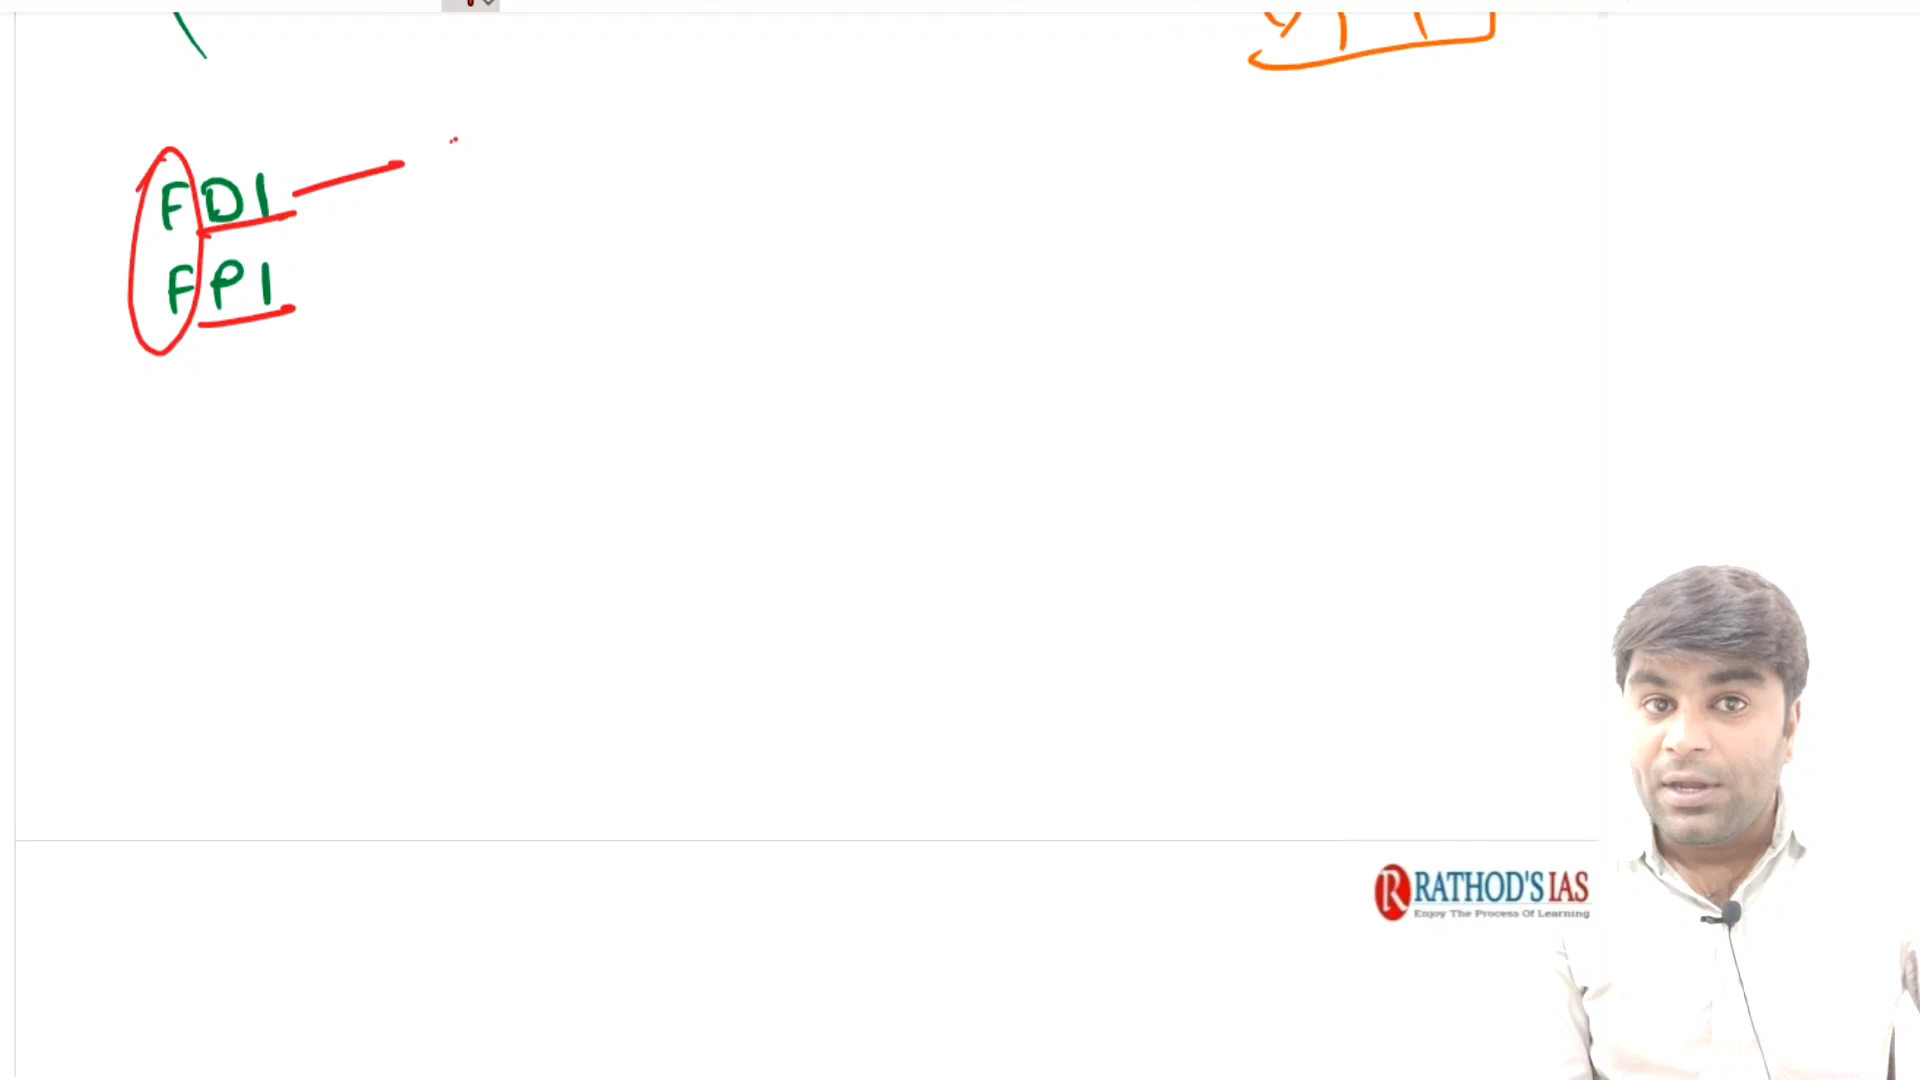 FDI
FPI
RATHOD'S IAS
Enjoy The Process Of Learning